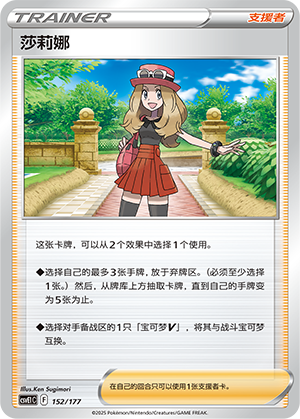 TRAINER 支援者
莎莉娜
这张卡牌，可以从2个效果中选择1个使用。
◆选择自己的最多3张手牌，放于弃牌区。（必须至少选择
1张）。然后，从牌库上方抽取卡牌，直到自己的手牌变
为5张为止。
◆选择对手备战区的1只「宝可梦V」，将其与战斗宝可梦
互换。
Illus.Ken Sugimori
F 152/177
在自己的回合只可以使用1张支援者卡。
©2025 Pokémon/Nintendo/Creatures/GAME FREAK.